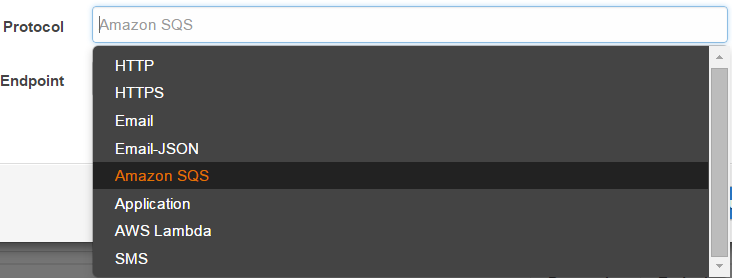 Protocol
Amazon SQS
Endpoint
HTTP
HTTPS
Email
Email-JSON
Amazon SQS
Application
AWS Lambda
SMS